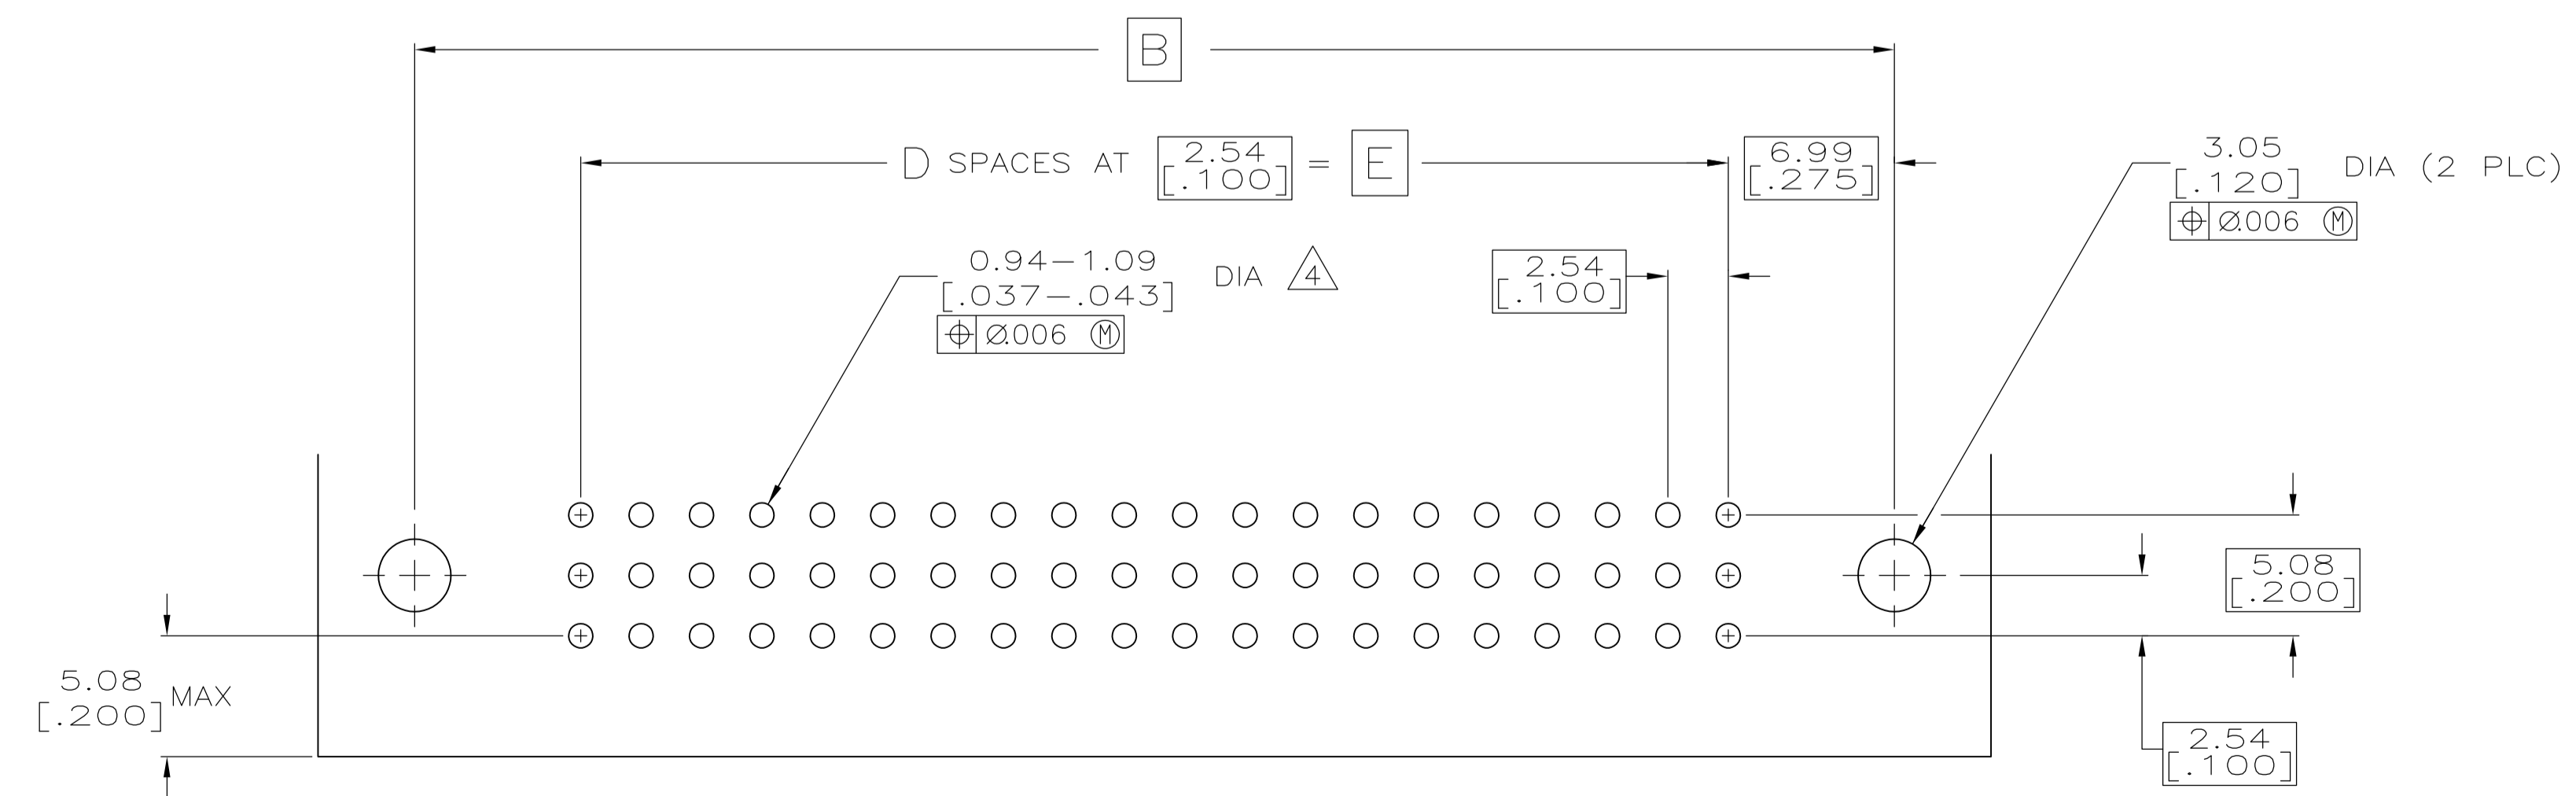 B
D SPACES AT 2.54 = E
[.100]
6.99
[.275]
3.05
[.120]
DIA (2 PLC)
⌖ Ø.006 Ⓜ
0.94-1.09
[.037-.043]
DIA 4
⌖ Ø.006 Ⓜ
2.54
[.100]
5.08
[.200]
5.08
[.200]
MAX
2.54
[.100]